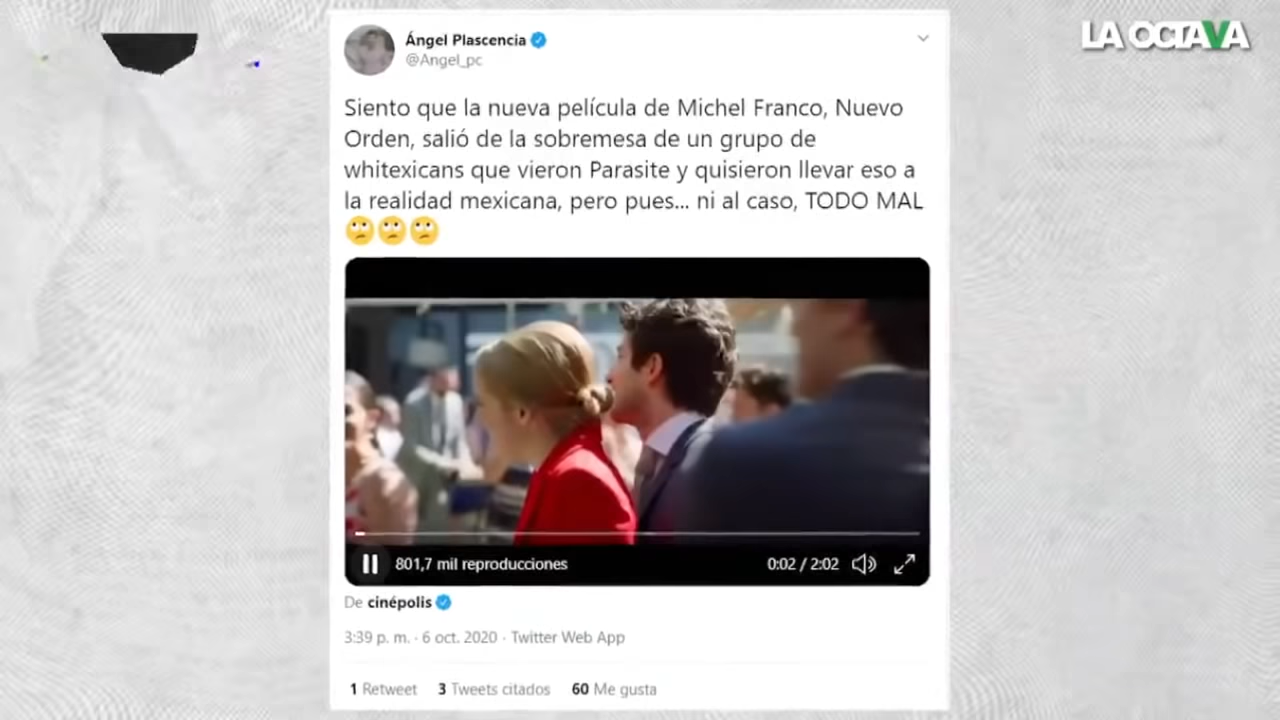 LA OCTAVA
Ángel Plascencia
@Angel_pc
Siento que la nueva película de Michel Franco, Nuevo
Orden, salió de la sobremesa de un grupo de
whitexicans que vieron Parasite y quisieron llevar eso a
la realidad mexicana, pero pues... ni al caso, TODO MAL
🙄🙄🙄
801,7 mil reproducciones
0:02 / 2:02
De cinépolis
3:39 p. m. · 6 oct. 2020 · Twitter Web App
1 Retweet 3 Tweets citados 60 Me gusta